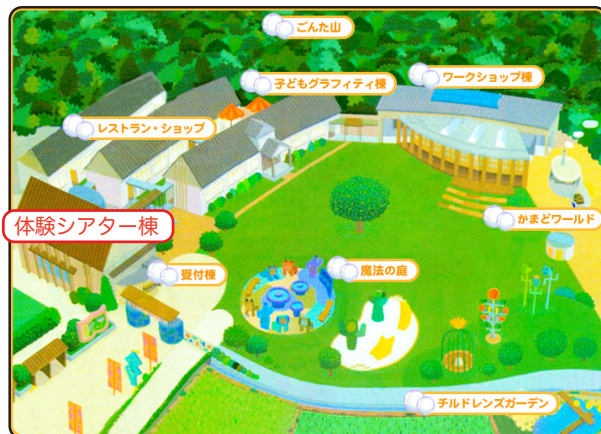 ごんた山
子どもグラフィティ棟
ワークショップ棟
レストラン・ショップ
体験シアター棟
かまどワールド
受付棟
魔法の庭
チルドレンズガーデン